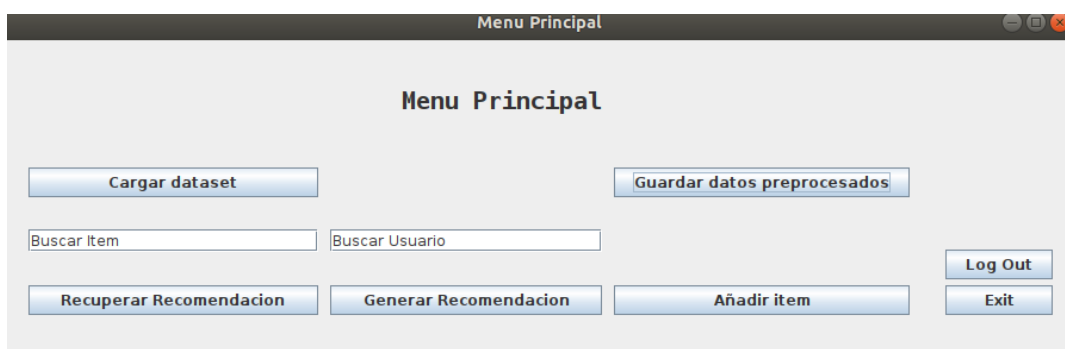 Menu Principal
Menu Principal
Cargar dataset
Guardar datos preprocesados
Buscar Item
Buscar Usuario
Log Out
Recuperar Recomendacion
Generar Recomendacion
Añadir item
Exit